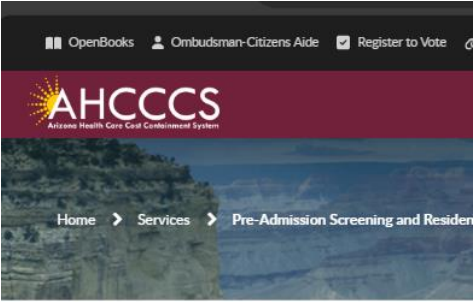 OpenBooks Ombudsman-Citizens Aide Register to Vote
AHCCCS
Arizona Health Care Cost Containment System
Home Services Pre-Admission Screening and Residen